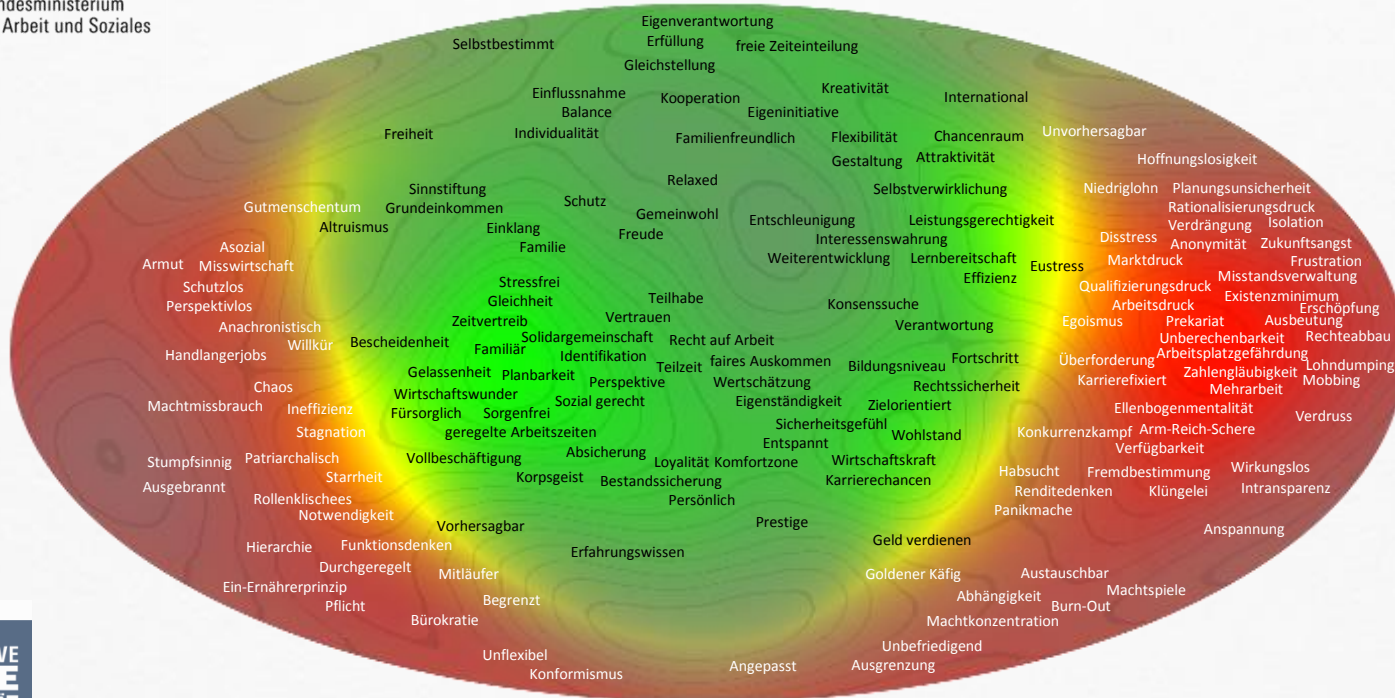 ndesministerium
Arbeit und Soziales
Eigenverantwortung
Selbstbestimmt
Erfüllung
freie Zeiteinteilung
Gleichstellung
Einflussnahme
Kooperation
Kreativität
International
Balance
Eigeninitiative
Freiheit
Individualität
Familienfreundlich
Flexibilität
Chancenraum
Unvorhersagbar
Gestaltung
Attraktivität
Hoffnungslosigkeit
Relaxed
Sinnstiftung
Selbstverwirklichung
Niedriglohn
Planungsunsicherheit
Gutmenschentum
Grundeinkommen
Schutz
Gemeinwohl
Rationalisierungsdruck
Altruismus
Einklang
Freude
Entschleunigung
Leistungsgerechtigkeit
Verdrängung
Isolation
Asozial
Familie
Interessenswahrung
Disstress
Anonymität
Zukunftsangst
Armut
Misswirtschaft
Weiterentwicklung
Lernbereitschaft
Eustress
Marktdruck
Frustration
Schutzlos
Stressfrei
Effizienz
Misstandsverwaltung
Perspektivlos
Gleichheit
Teilhabe
Konsenssuche
Qualifizierungsdruck
Existenzminimum
Arbeitsdruck
Erschöpfung
Anachronistisch
Zeitvertreib
Vertrauen
Verantwortung
Egoismus
Prekariat
Ausbeutung
Willkür
Bescheidenheit
Solidargemeinschaft
Recht auf Arbeit
Unberechenbarkeit
Rechteabbau
Handlangerjobs
Familiär
Identifikation
faires Auskommen
Fortschritt
Überforderung
Arbeitsplatzgefährdung
Gelassenheit
Planbarkeit
Teilzeit
Bildungsniveau
Zahlengläubigkeit
Lohndumping
Chaos
Perspektive
Wertschätzung
Rechtssicherheit
Karrierefixiert
Mobbing
Wirtschaftswunder
Sozial gerecht
Eigenständigkeit
Mehrarbeit
Machtmissbrauch
Ineffizienz
Fürsorglich
Sorgenfrei
Zielorientiert
Ellenbogenmentalität
Verdruss
Stagnation
geregelte Arbeitszeiten
Sicherheitsgefühl
Wohlstand
Konkurrenzkampf
Arm-Reich-Schere
Entspannt
Verfügbarkeit
Stumpfsinnig
Patriarchalisch
Vollbeschäftigung
Absicherung
Loyalität
Komfortzone
Wirtschaftskraft
Habsucht
Fremdbestimmung
Wirkungslos
Starrheit
Korpsgeist
Bestandssicherung
Karrierechancen
Ausgebrannt
Renditedenken
Klüngelei
Intransparenz
Rollenklischees
Persönlich
Panikmache
Notwendigkeit
Vorhersagbar
Prestige
Anspannung
Hierarchie
Funktionsdenken
Erfahrungswissen
Geld verdienen
Durchgeregelt
Mitläufer
Goldener Käfig
Austauschbar
Ein-Ernährerprinzip
Machtspiele
Pflicht
Begrenzt
Abhängigkeit
Burn-Out
Bürokratie
Machtkonzentration
Unflexibel
Unbefriedigend
Konformismus
Angepasst
Ausgrenzung